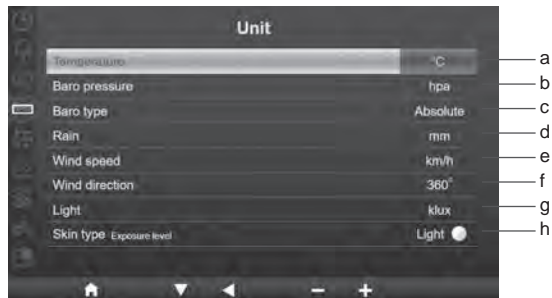 Unit
Temperature °C a
Baro pressure hpa b
Baro type Absolute c
Rain mm d
Wind speed km/h e
Wind direction 360° f
Light klux g
Skin type Exposure level Light h